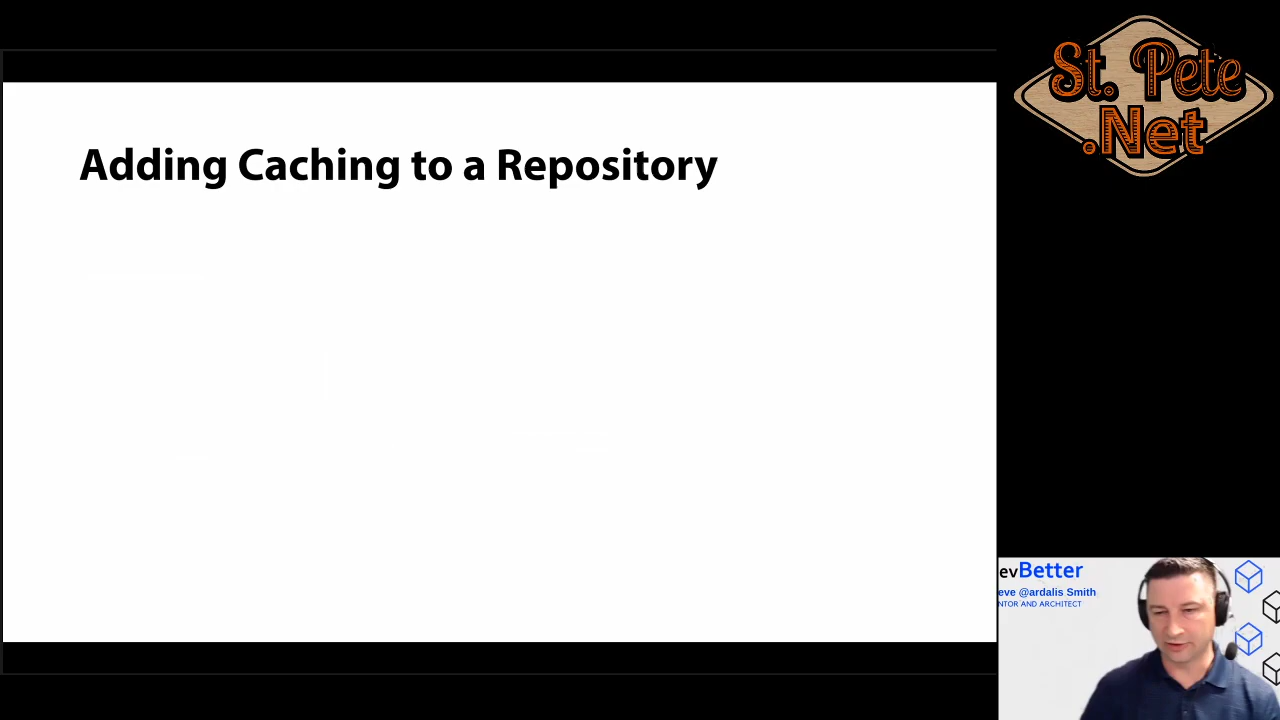 Adding Caching to a Repository
St. Pete
.Net
evBetter
eve @ardalis Smith
NTOR AND ARCHITECT